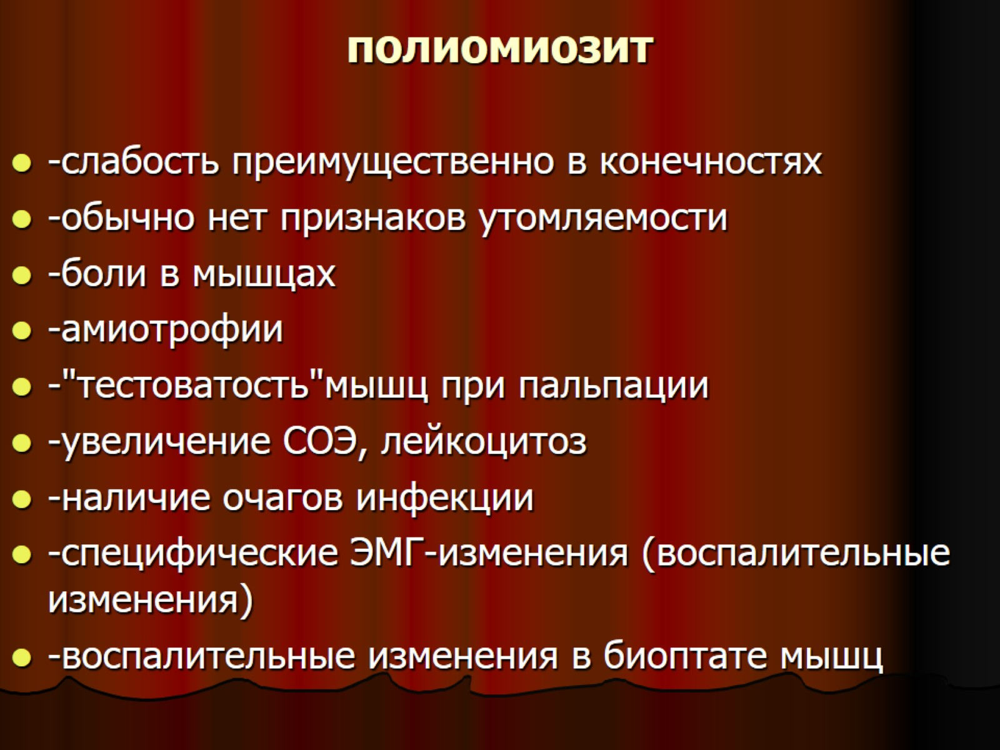 полиомиозит
-слабость преимущественно в конечностях
-обычно нет признаков утомляемости
-боли в мышцах
-амиотрофии
-"тестоватость"мышц при пальпации
-увеличение СОЭ, лейкоцитоз
-наличие очагов инфекции
-специфические ЭМГ-изменения (воспалительные
изменения)
-воспалительные изменения в биоптате мышц